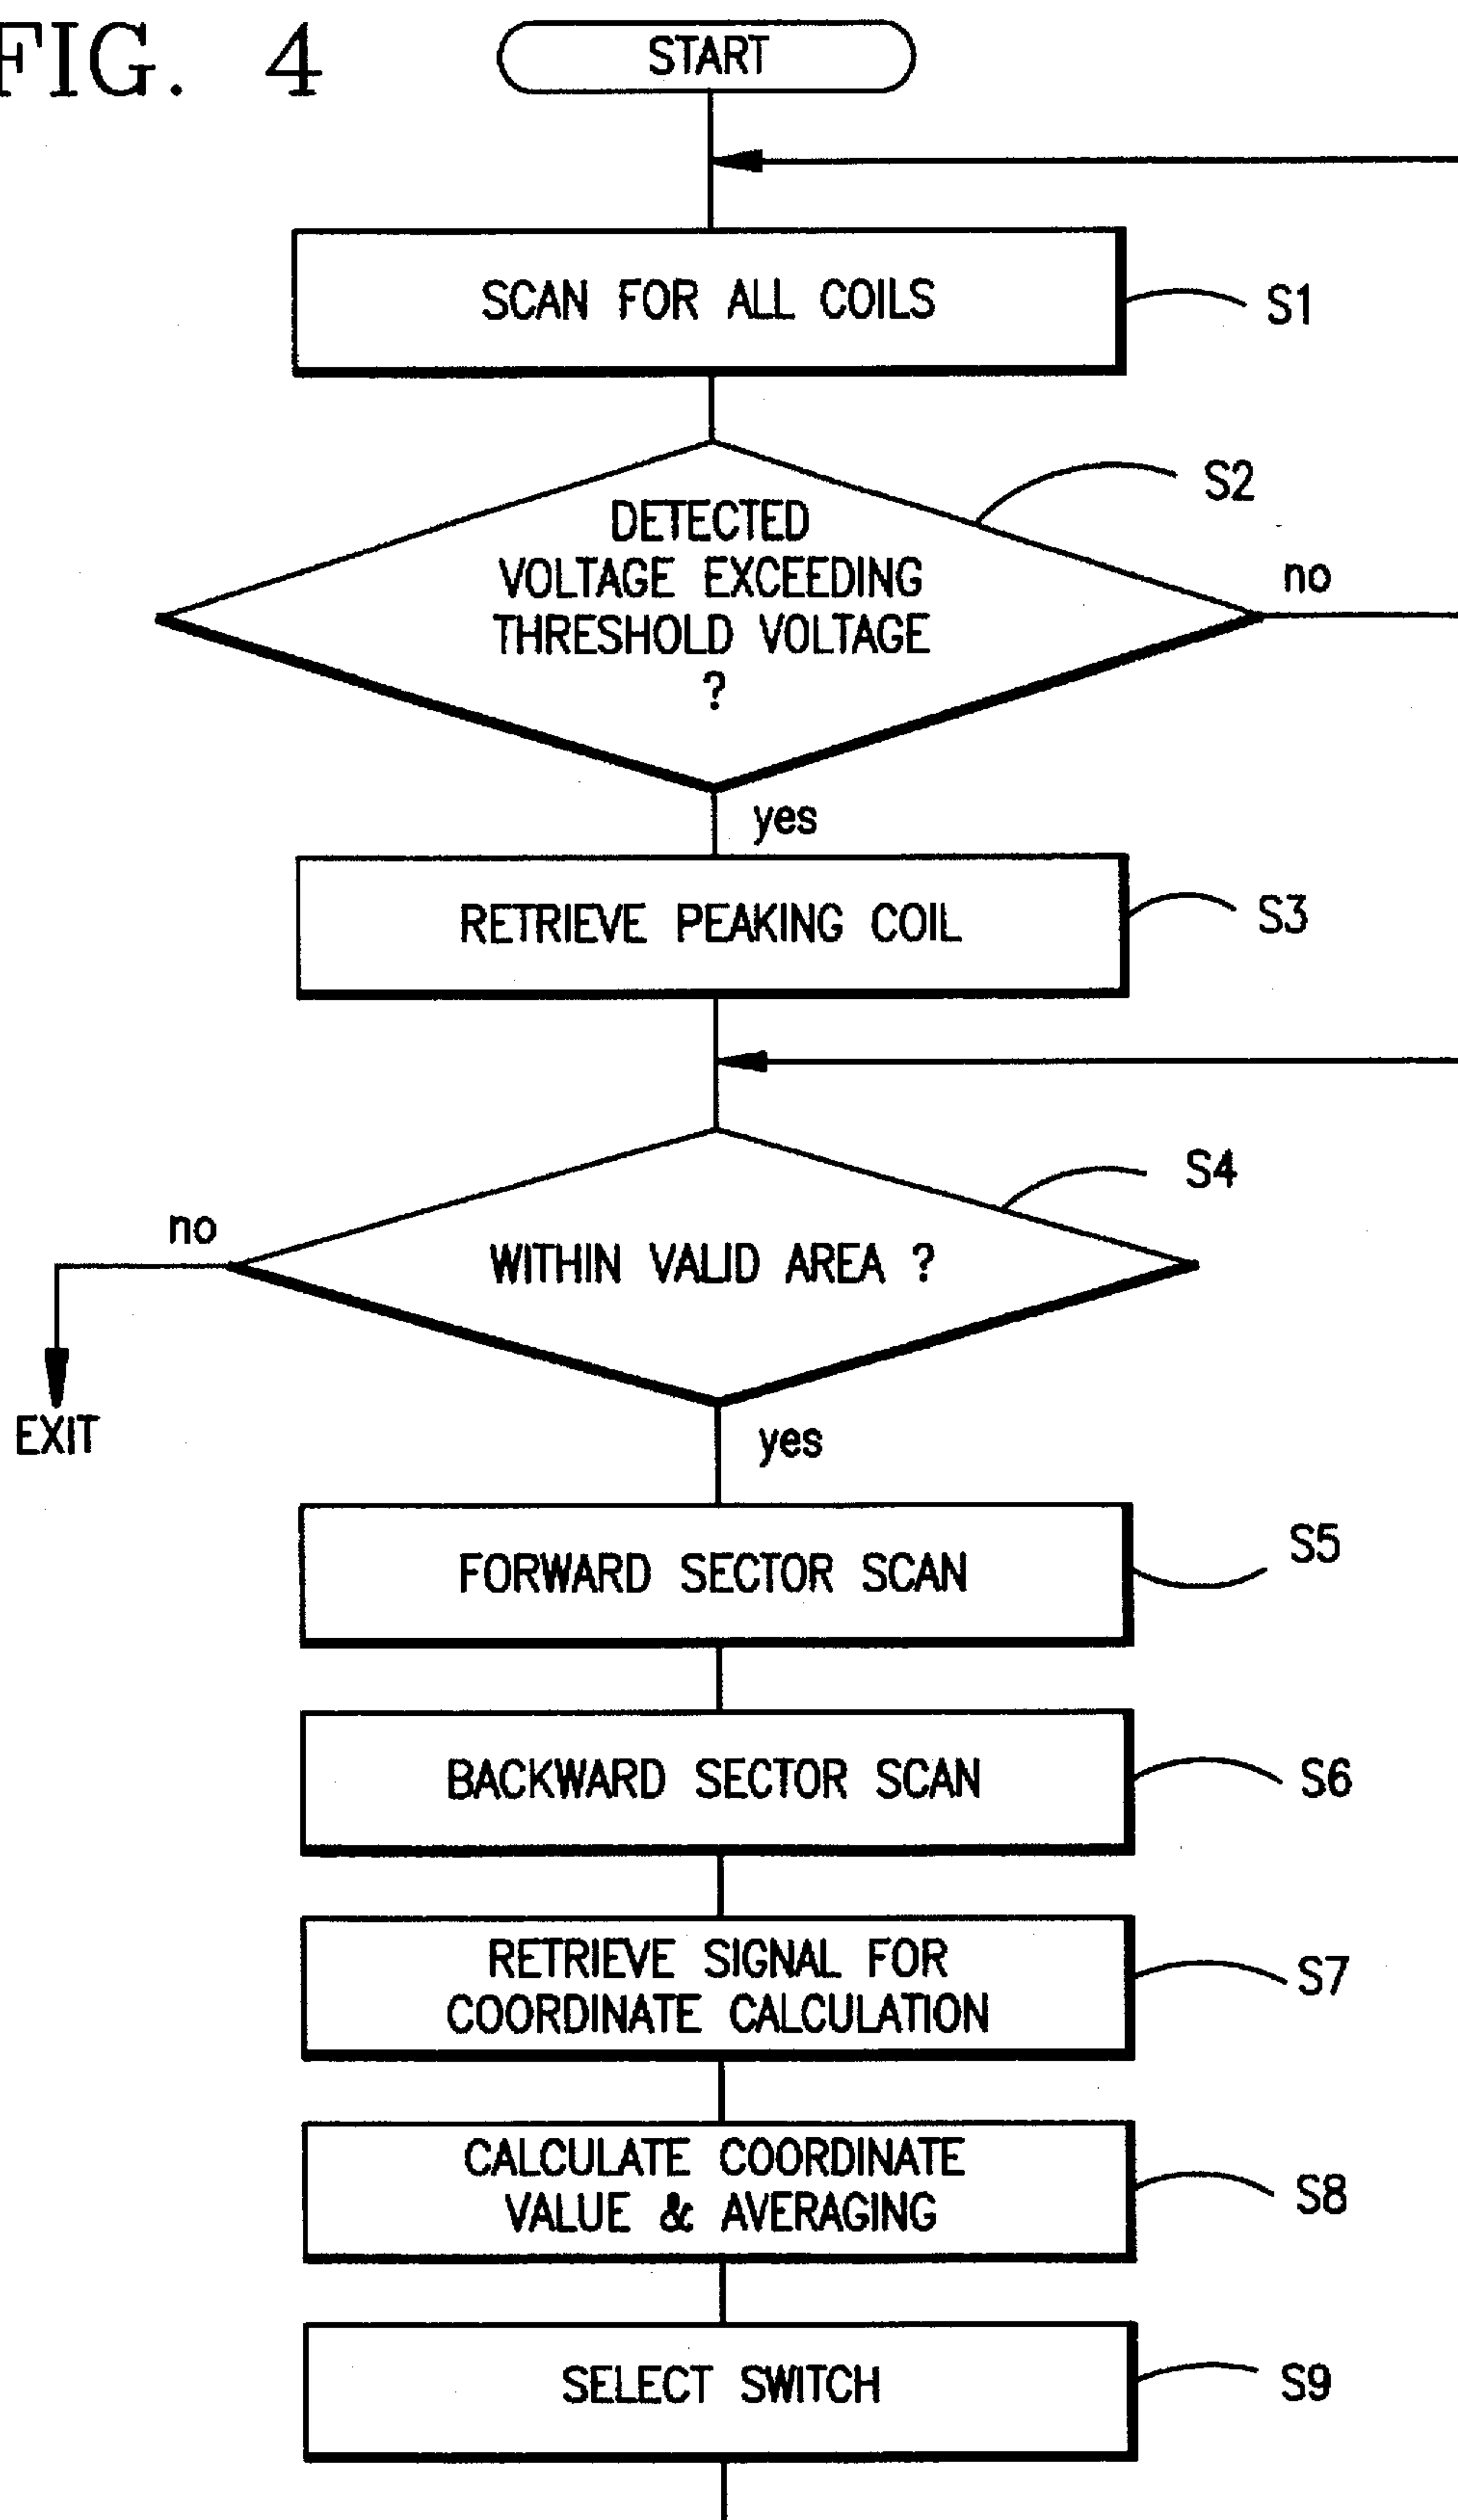 FIG. 4
START
SCAN FOR ALL COILS
S1
S2
DETECTED
VOLTAGE EXCEEDING
THRESHOLD VOLTAGE
?
no
yes
RETRIEVE PEAKING COIL
S3
S4
no
WITHIN VALID AREA ?
EXIT
yes
FORWARD SECTOR SCAN
S5
BACKWARD SECTOR SCAN
S6
RETRIEVE SIGNAL FOR
COORDINATE CALCULATION
S7
CALCULATE COORDINATE
VALUE & AVERAGING
S8
SELECT SWITCH
S9